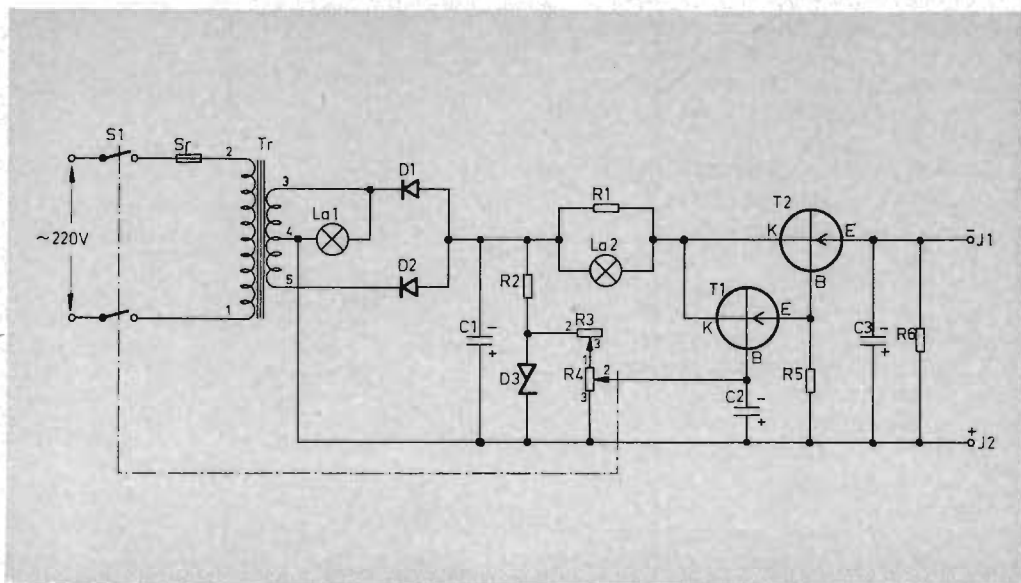 S1
Sr
2
Tr
3
D1
La1
4
~220V
5
D2
1
R1
La2
T2
K
E
B
J1
−
T1
K
E
B
R2
R3
2
3
C1
−
+
D3
R4
1
2
3
C2
−
+
R5
C3
−
+
R6
+
J2